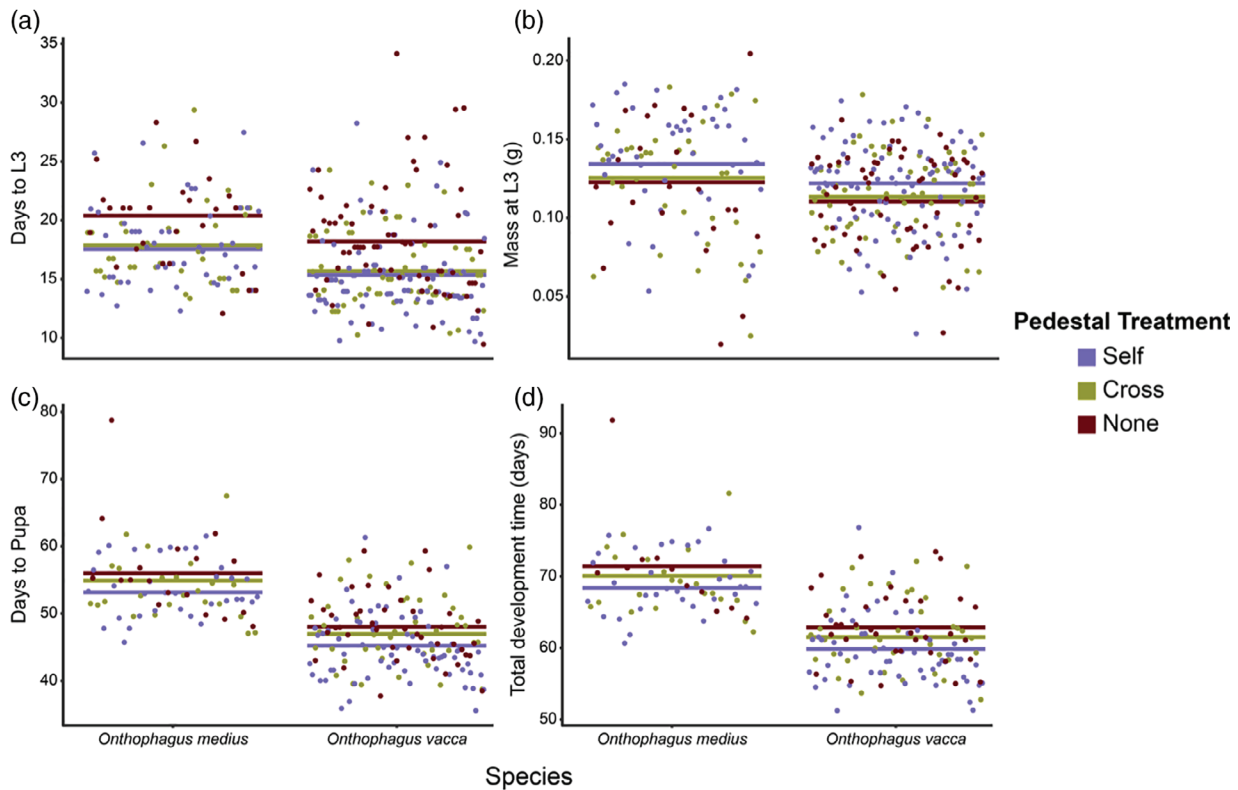 (a)
Days to L3
35
30
25
20
15
10
(b)
Mass at L3 (g)
0.20
0.15
0.10
0.05
Pedestal Treatment
Self
Cross
None
(c)
Days to Pupa
80
70
60
50
40
Onthophagus medius
Onthophagus vacca
(d)
Total development time (days)
90
80
70
60
50
Onthophagus medius
Onthophagus vacca
Species